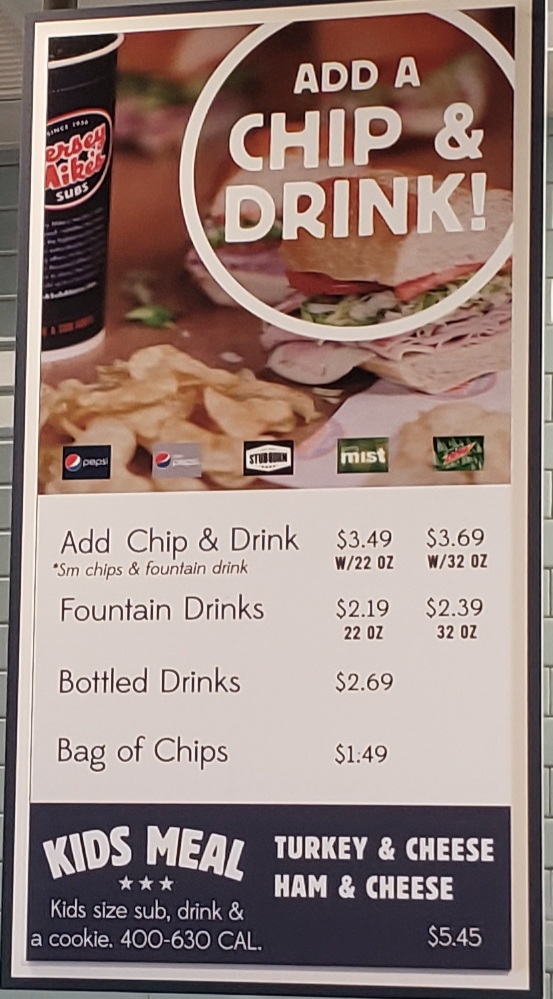 SINCE 1956
Jersey
Mike's
SUBS
ADD A
CHIP &
DRINK!
pepsi
STUBBORN
mist
Add Chip & Drink $3.49 $3.69
*Sm chips & fountain drink W/22 OZ W/32 OZ
Fountain Drinks $2.19 $2.39
22 OZ 32 OZ
Bottled Drinks $2.69
Bag of Chips $1.49
KIDS MEAL
Kids size sub, drink &
a cookie. 400-630 CAL.
TURKEY & CHEESE
HAM & CHEESE
$5.45